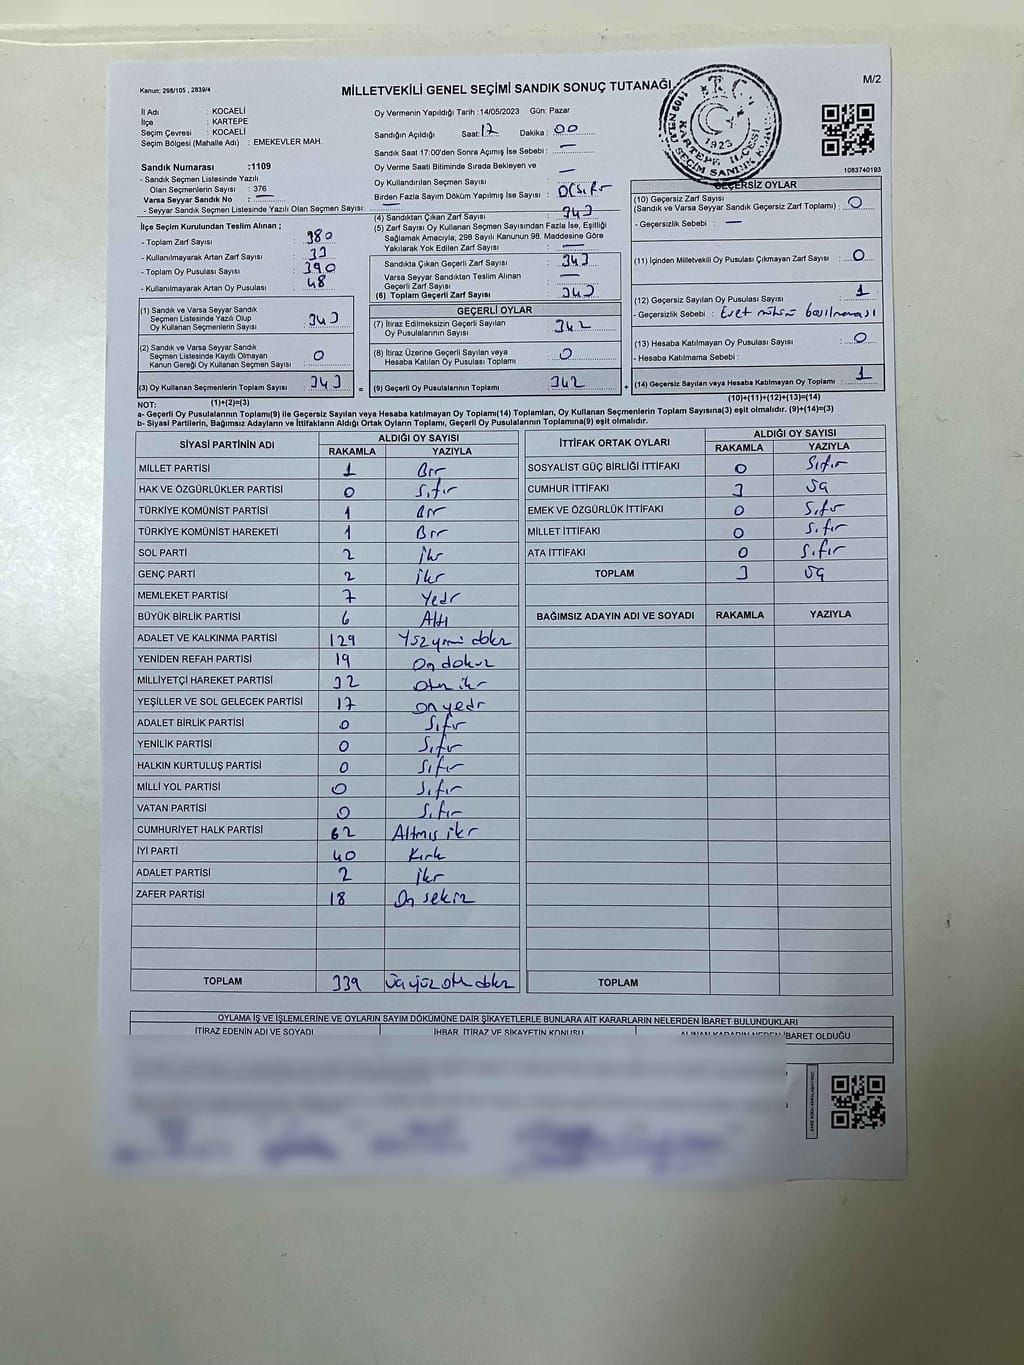 Kanun: 298/105 , 2839/4
MİLLETVEKİLİ GENEL SEÇİMİ SANDIK SONUÇ TUTANAĞI
M/2
İl Adı : KOCAELİ
İlçe : KARTEPE
Seçim Çevresi : KOCAELİ
Seçim Bölgesi (Mahalle Adı) : EMEKEVLER MAH.
Sandık Numarası :1109
- Sandık Seçmen Listesinde Yazılı
Olan Seçmenlerin Sayısı : 376
Varsa Seyyar Sandık No : —
- Seyyar Sandık Seçmen Listesinde Yazılı Olan Seçmen Sayısı: —
Oy Vermenin Yapıldığı Tarih :14/05/2023 Gün: Pazar
Sandığın Açıldığı Saat: 17 Dakika : 00
Sandık Saat 17:00'den Sonra Açılmış İse Sebebi : —
Oy Verme Saati Bitiminde Sırada Bekleyen ve
Oy Kullandırılan Seçmen Sayısı : —
Birden Fazla Sayım Döküm Yapılmış İse Sayısı : 0(sıfır
T.C.
KARTEPE İLÇESİ
1923
1109
1083740193
İlçe Seçim Kurulundan Teslim Alınan ;
- Toplam Zarf Sayısı : 380
- Kullanılmayarak Artan Zarf Sayısı : 33
- Toplam Oy Pusulası Sayısı : 390
- Kullanılmayarak Artan Oy Pusulası : 48
(1) Sandık ve Varsa Seyyar Sandık
Seçmen Listesinde Yazılı Olup
Oy Kullanan Seçmenlerin Sayısı : 343
(2) Sandık ve Varsa Seyyar Sandık
Seçmen Listesinde Kayıtlı Olmayan
Kanun Gereği Oy Kullanan Seçmen Sayısı : 0
(3) Oy Kullanan Seçmenlerin Toplam Sayısı : 343
(1)+(2)=(3)
(4) Sandıktan Çıkan Zarf Sayısı : 343
(5) Zarf Sayısı Oy Kullanan Seçmen Sayısından Fazla İse, Eşitliği
Sağlamak Amacıyla; 298 Sayılı Kanunun 98. Maddesine Göre
Yakılarak Yok Edilen Zarf Sayısı : —
Sandıkta Çıkan Geçerli Zarf Sayısı : 343
Varsa Seyyar Sandıktan Teslim Alınan
Geçerli Zarf Sayısı : —
(6) Toplam Geçerli Zarf Sayısı : 343
GEÇERLİ OYLAR
(7) İtiraz Edilmeksizin Geçerli Sayılan
Oy Pusulalarının Sayısı : 342
(8) İtiraz Üzerine Geçerli Sayılan veya
Hesaba Katılan Oy Pusulası Toplamı : 0
= (9) Geçerli Oy Pusulalarının Toplamı : 342 +
GEÇERSİZ OYLAR
(10) Geçersiz Zarf Sayısı
(Sandık ve Varsa Seyyar Sandık Geçersiz Zarf Toplamı) : 0
- Geçersizlik Sebebi : —
(11) İçinden Milletvekili Oy Pusulası Çıkmayan Zarf Sayısı : 0
(12) Geçersiz Sayılan Oy Pusulası Sayısı : 1
- Geçersizlik Sebebi : Evet mührü basılmaması
(13) Hesaba Katılmayan Oy Pusulası Sayısı : 0
- Hesaba Katılmama Sebebi :
(14) Geçersiz Sayılan veya Hesaba Katılmayan Oy Toplamı : 1
(10)+(11)+(12)+(13)=(14)
NOT:
a- Geçerli Oy Pusulalarının Toplamı(9) ile Geçersiz Sayılan veya Hesaba katılmayan Oy Toplamı(14) Toplamları, Oy Kullanan Seçmenlerin Toplam Sayısına(3) eşit olmalıdır. (9)+(14)=(3)
b- Siyasi Partilerin, Bağımsız Adayların ve İttifakların Aldığı Ortak Oyların Toplamı, Geçerli Oy Pusulalarının Toplamına(9) eşit olmalıdır.
SİYASİ PARTİNİN ADI ALDIĞI OY SAYISI
RAKAMLA YAZIYLA
MİLLET PARTİSİ 1 Bir
HAK VE ÖZGÜRLÜKLER PARTİSİ 0 Sıfır
TÜRKİYE KOMÜNİST PARTİSİ 1 Bir
TÜRKİYE KOMÜNİST HAREKETİ 1 Bir
SOL PARTİ 2 iki
GENÇ PARTİ 2 iki
MEMLEKET PARTİSİ 7 Yedi
BÜYÜK BİRLİK PARTİSİ 6 Altı
ADALET VE KALKINMA PARTİSİ 129 Yüzyirmi dokuz
YENİDEN REFAH PARTİSİ 19 On dokuz
MİLLİYETÇİ HAREKET PARTİSİ 32 Otuz iki
YEŞİLLER VE SOL GELECEK PARTİSİ 17 On yedi
ADALET BİRLİK PARTİSİ 0 Sıfır
YENİLİK PARTİSİ 0 Sıfır
HALKIN KURTULUŞ PARTİSİ 0 Sıfır
MİLLİ YOL PARTİSİ 0 Sıfır
VATAN PARTİSİ 0 Sıfır
CUMHURİYET HALK PARTİSİ 62 Altmış iki
İYİ PARTİ 40 Kırk
ADALET PARTİSİ 2 iki
ZAFER PARTİSİ 18 On sekiz
TOPLAM 339 Üçyüz otuz dokuz
İTTİFAK ORTAK OYLARI ALDIĞI OY SAYISI
RAKAMLA YAZIYLA
SOSYALİST GÜÇ BİRLİĞİ İTTİFAKI 0 Sıfır
CUMHUR İTTİFAKI 3 Üç
EMEK VE ÖZGÜRLÜK İTTİFAKI 0 Sıfır
MİLLET İTTİFAKI 0 Sıfır
ATA İTTİFAKI 0 Sıfır
TOPLAM 3 Üç
BAĞIMSIZ ADAYIN ADI VE SOYADI RAKAMLA YAZIYLA
TOPLAM
OYLAMA İŞ VE İŞLEMLERİNE VE OYLARIN SAYIM DÖKÜMÜNE DAİR ŞİKAYETLERLE BUNLARA AİT KARARLARIN NELERDEN İBARET BULUNDUKLARI
İTİRAZ EDENİN ADI VE SOYADI İHBAR, İTİRAZ VE ŞİKAYETİN KONUSU ALINAN KARARIN NEDEN İBARET OLDUĞU